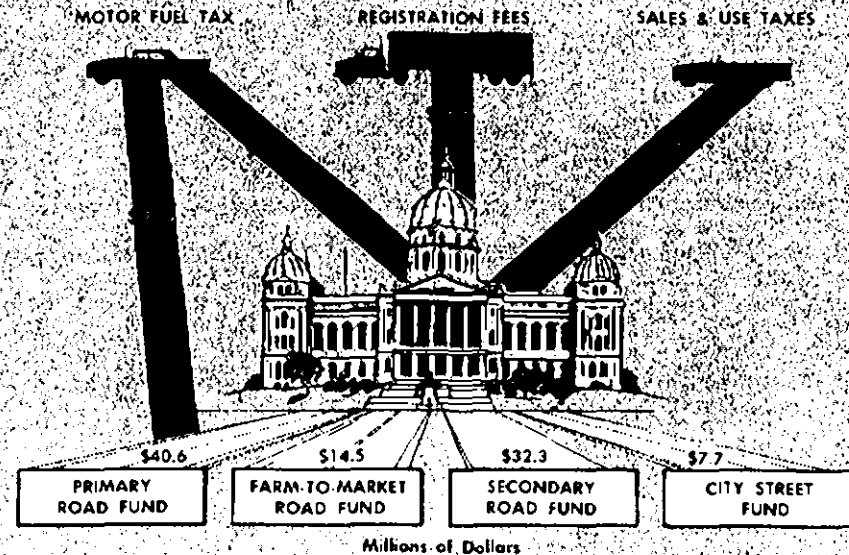 MOTOR FUEL TAX
REGISTRATION FEES
SALES & USE TAXES
$40.6
$14.5
$32.3
$7.7
PRIMARY
ROAD FUND
FARM-TO-MARKET
ROAD FUND
SECONDARY
ROAD FUND
CITY STREET
FUND
Millions of Dollars